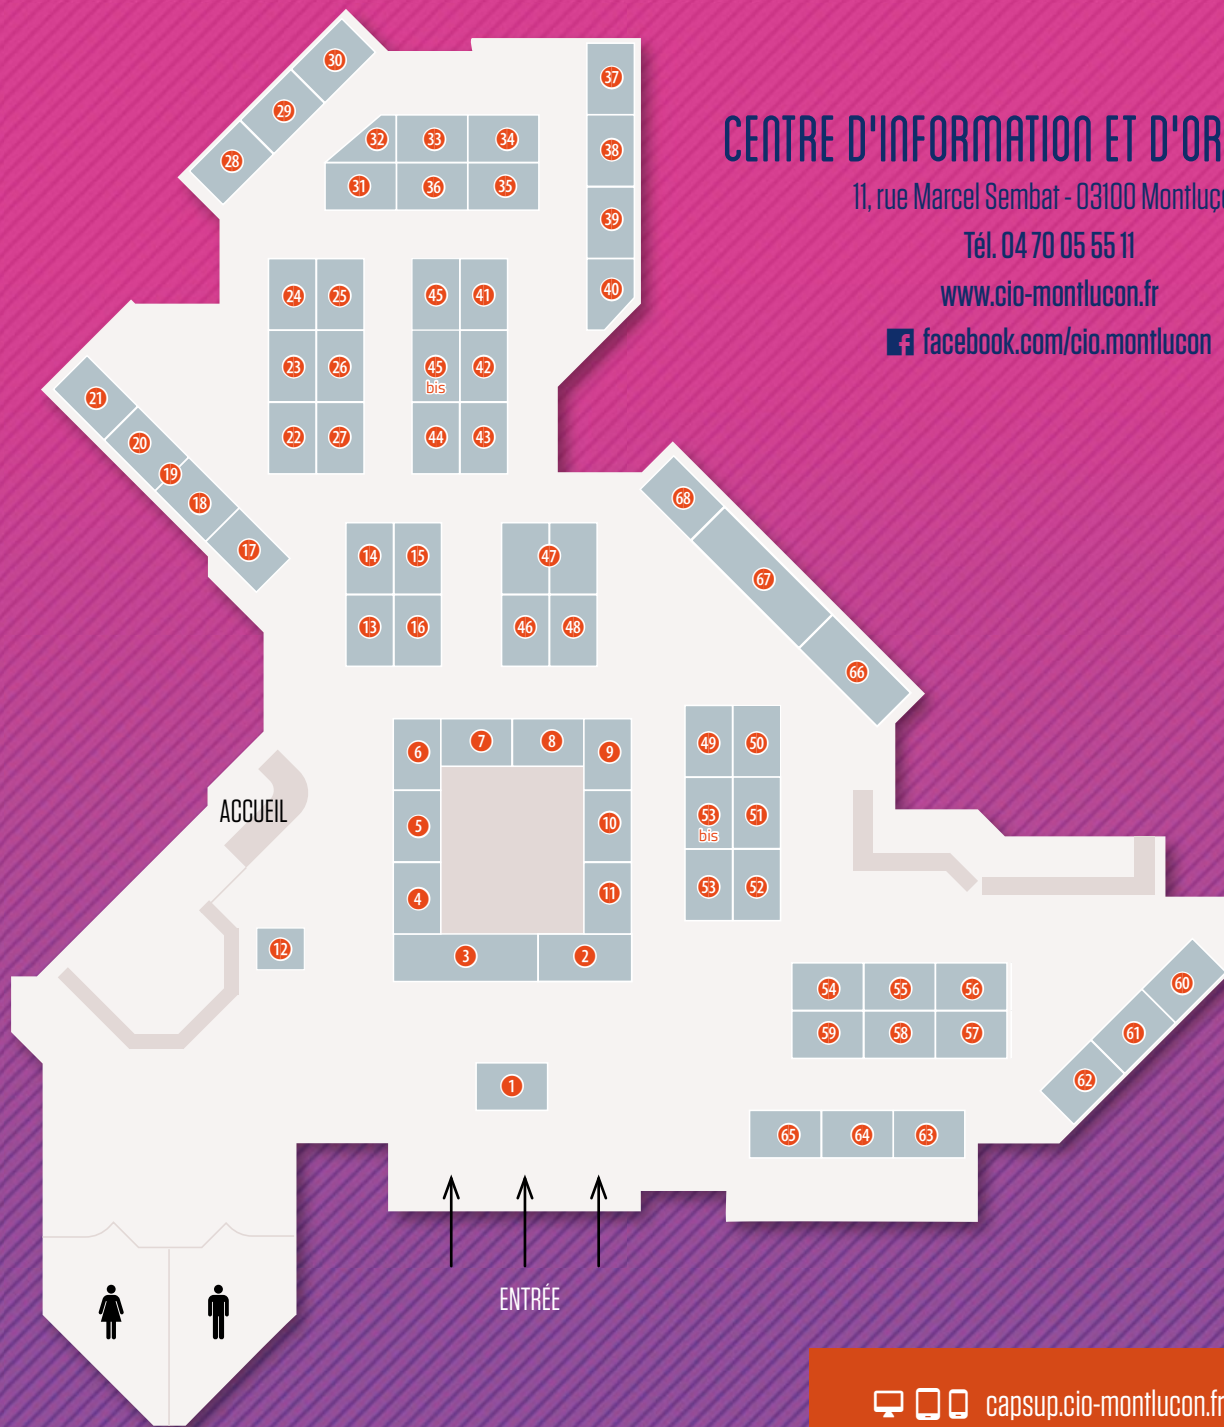 30
29
28
37
38
39
40
32 33 34
31 36 35
CENTRE D'INFORMATION ET D'OR
11, rue Marcel Sembat - 03100 Montluç
Tél. 04 70 05 55 11
www.cio-montlucon.fr
facebook.com/cio.montlucon
24 25 45 41
23 26 45 bis 42
22 27 44 43
21
20
19
18
17
14 15 47
13 16 46 48
68
67
66
6 7 8 9
5 10
4 11
3 2
49 50
53 bis 51
53 52
ACCUEIL
12
54 55 56
59 58 57
60
61
62
1
65 64 63
ENTRÉE
capsup.cio-montlucon.fr